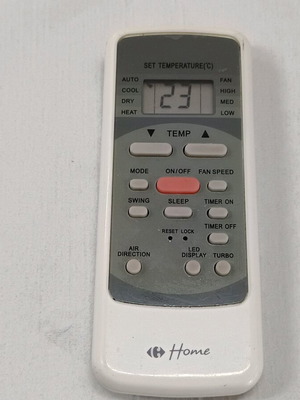 SET TEMPERATURE(°C)
AUTO FAN
COOL HIGH
DRY MED
HEAT LOW
23
▼ TEMP ▲
MODE ON/OFF FAN SPEED
SWING SLEEP TIMER ON
RESET LOCK TIMER OFF
AIR DIRECTION LED DISPLAY TURBO
Home